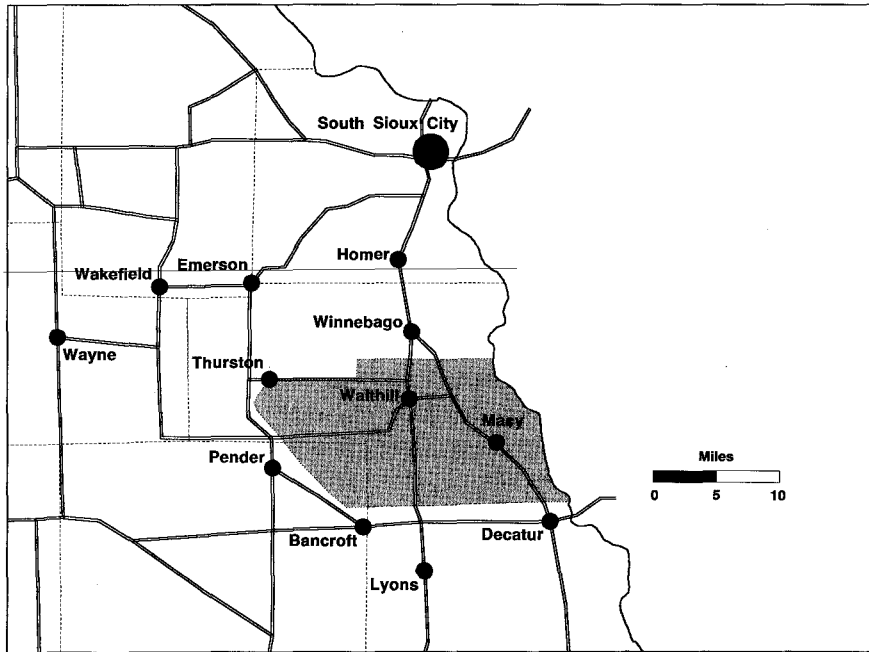 South Sioux City
Homer
Emerson
Wakefield
Winnebago
Wayne
Thurston
Walthill
Macy
Pender
Miles
0 5 10
Bancroft
Decatur
Lyons